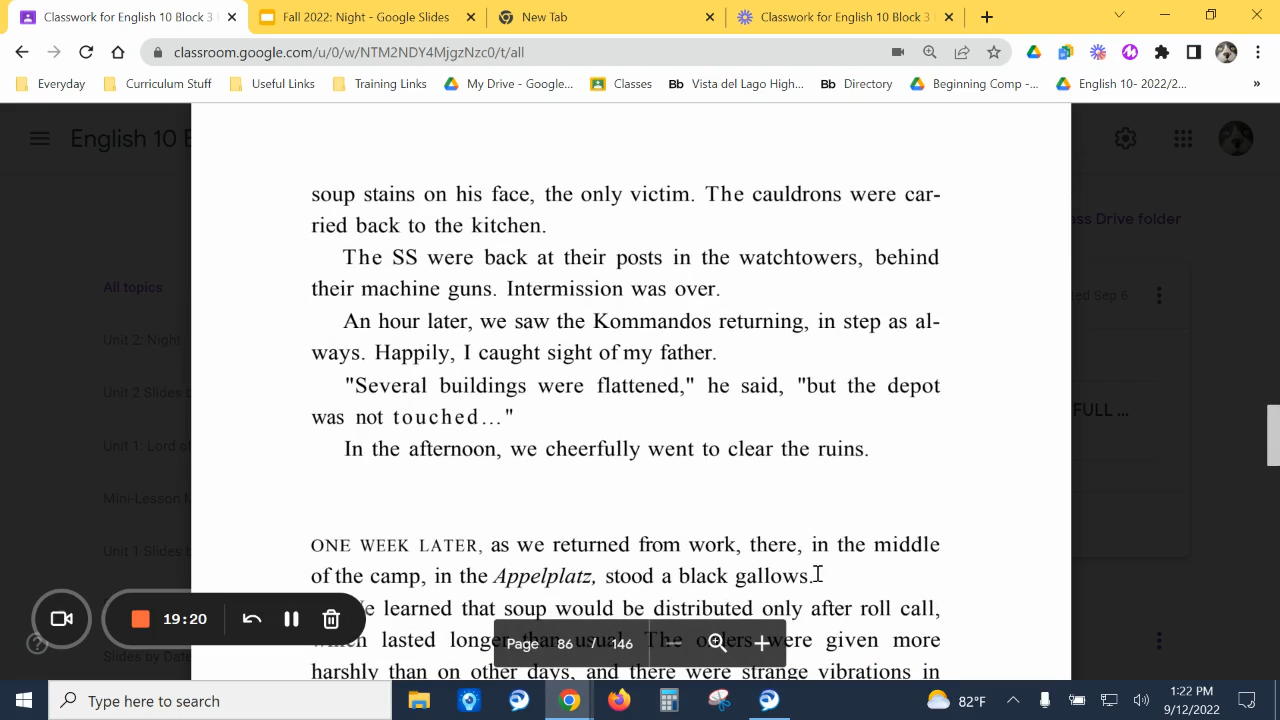 Classwork for English 10 Block 3
Fall 2022: Night - Google Slides
New Tab
Classwork for English 10 Block 3
classroom.google.com/u/0/w/NTM2NDY4MjgzNzc0/t/all
Everyday
Curriculum Stuff
Useful Links
Training Links
My Drive - Google...
Classes
Bb Vista del Lago High...
Bb Directory
Beginning Comp -...
English 10- 2022/2...
»
English 10 B
ass Drive folder
soup stains on his face, the only victim. The cauldrons were car-
ried back to the kitchen.
The SS were back at their posts in the watchtowers, behind
their machine guns. Intermission was over.
An hour later, we saw the Kommandos returning, in step as al-
ways. Happily, I caught sight of my father.
"Several buildings were flattened," he said, "but the depot
was not touched..."
In the afternoon, we cheerfully went to clear the ruins.
ONE WEEK LATER, as we returned from work, there, in the middle
of the camp, in the Appelplatz, stood a black gallows.
learned that soup would be distributed only after roll call,
lasted longer than usual. The orders were given more
harshly than on other days, and there were strange vibrations in
All topics
Unit 2: Night
Unit 2 Slides b
Unit 1: Lord of
Mini-Lesson M
Unit 1 Slides b
Slides by Date
ed Sep 6
FULL ...
19:20
?
Page 86 / 146
Type here to search
82°F
1:22 PM
9/12/2022